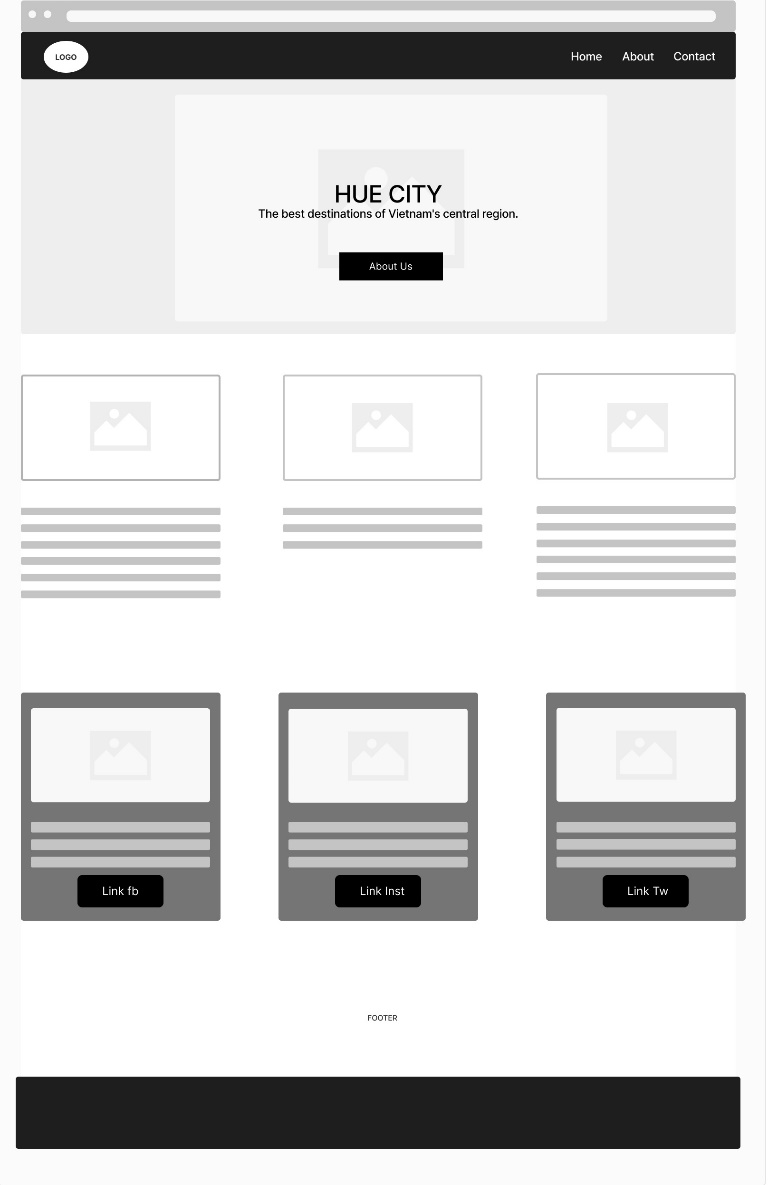 LOGO
Home About Contact
HUE CITY
The best destinations of Vietnam's central region.
About Us
Link fb
Link Inst
Link Tw
FOOTER